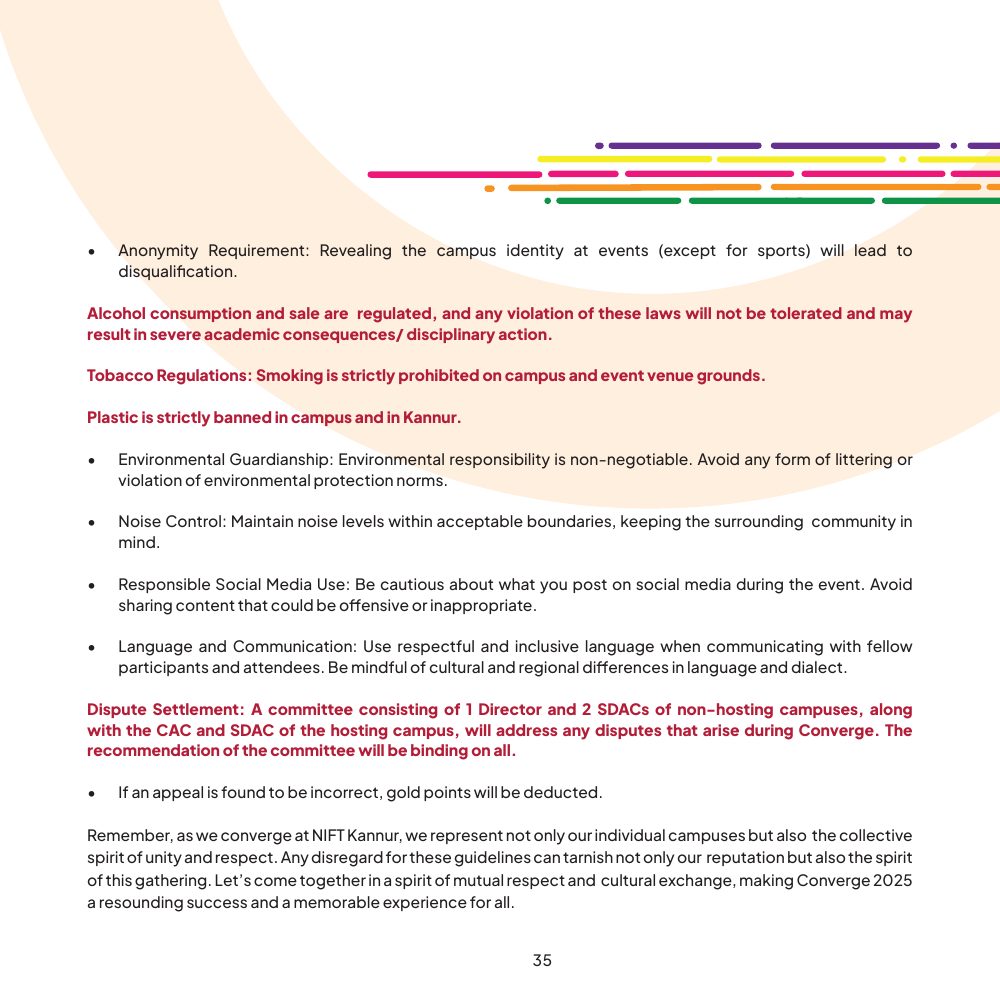 • Anonymity Requirement: Revealing the campus identity at events (except for sports) will lead to
disqualification.
Alcohol consumption and sale are regulated, and any violation of these laws will not be tolerated and may
result in severe academic consequences/ disciplinary action.
Tobacco Regulations: Smoking is strictly prohibited on campus and event venue grounds.
Plastic is strictly banned in campus and in Kannur.
• Environmental Guardianship: Environmental responsibility is non-negotiable. Avoid any form of littering or
violation of environmental protection norms.
• Noise Control: Maintain noise levels within acceptable boundaries, keeping the surrounding community in
mind.
• Responsible Social Media Use: Be cautious about what you post on social media during the event. Avoid
sharing content that could be offensive or inappropriate.
• Language and Communication: Use respectful and inclusive language when communicating with fellow
participants and attendees. Be mindful of cultural and regional differences in language and dialect.
Dispute Settlement: A committee consisting of 1 Director and 2 SDACs of non-hosting campuses, along
with the CAC and SDAC of the hosting campus, will address any disputes that arise during Converge. The
recommendation of the committee will be binding on all.
• If an appeal is found to be incorrect, gold points will be deducted.
Remember, as we converge at NIFT Kannur, we represent not only our individual campuses but also the collective
spirit of unity and respect. Any disregard for these guidelines can tarnish not only our reputation but also the spirit
of this gathering. Let's come together in a spirit of mutual respect and cultural exchange, making Converge 2025
a resounding success and a memorable experience for all.
35